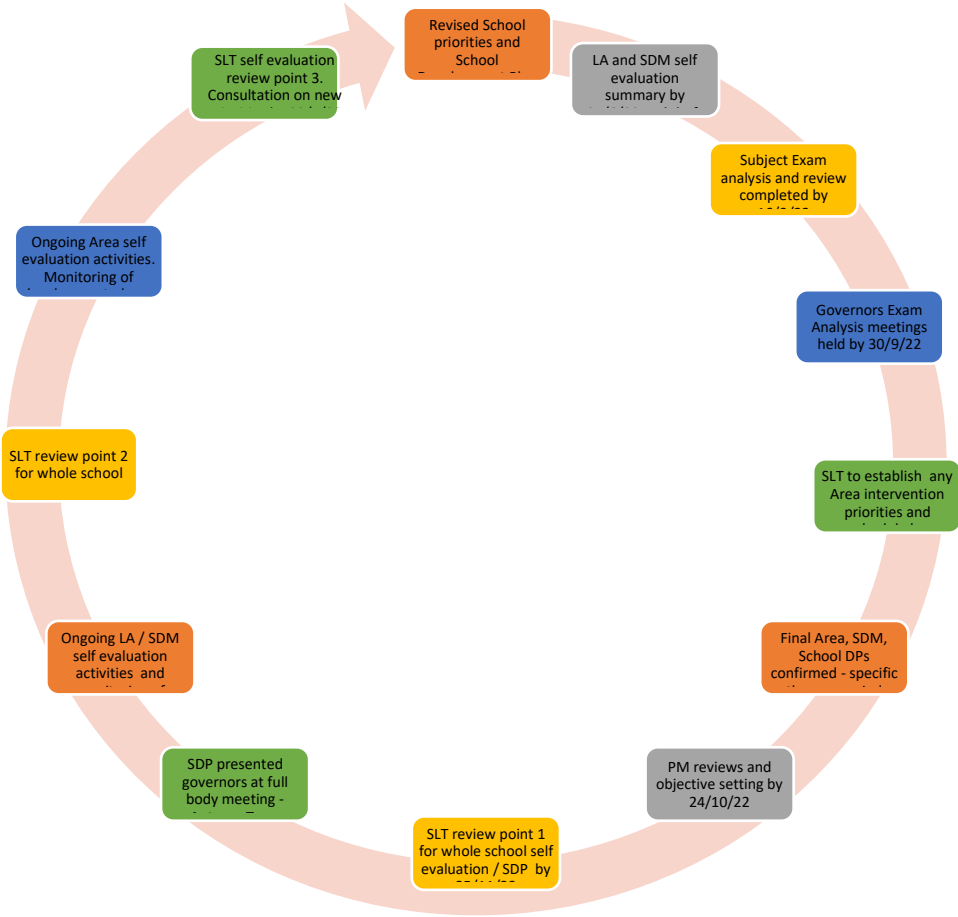 Revised School
priorities and
School
LA and SDM self
evaluation
summary by
Subject Exam
analysis and review
completed by
Governors Exam
Analysis meetings
held by 30/9/22
SLT to establish  any
Area intervention
priorities and
Final Area, SDM,
School DPs
confirmed - specific
PM reviews and
objective setting by
24/10/22
SLT review point 1
for whole school self
evaluation / SDP  by
SDP presented
governors at full
body meeting -
Ongoing LA / SDM
self evaluation
activities  and
SLT review point 2
for whole school
Ongoing Area self
evaluation activities.
Monitoring of
SLT self evaluation
review point 3.
Consultation on new